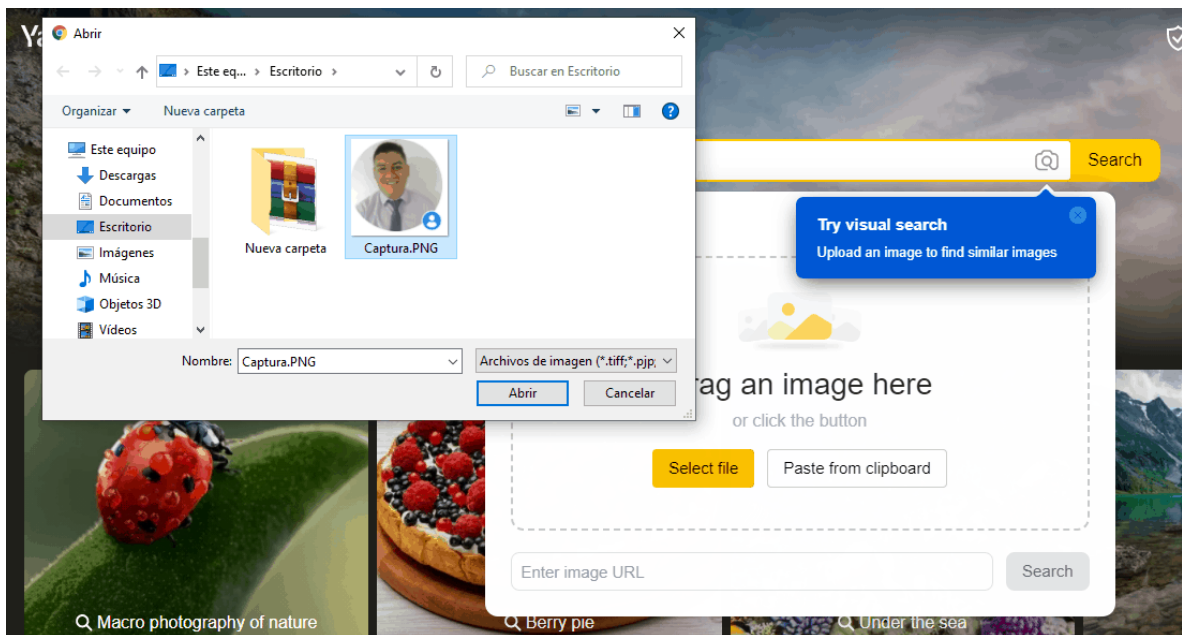 Ya
Abrir
Este eq... > Escritorio >
Buscar en Escritorio
Organizar
Nueva carpeta
Este equipo
Descargas
Documentos
Escritorio
Imágenes
Música
Objetos 3D
Vídeos
Nueva carpeta
Captura.PNG
Nombre: Captura.PNG
Archivos de imagen (*.tiff;*.pjp;
Abrir
Cancelar
Search
Try visual search
Upload an image to find similar images
rag an image here
or click the button
Select file
Paste from clipboard
Enter image URL
Search
Macro photography of nature
Berry pie
Under the sea